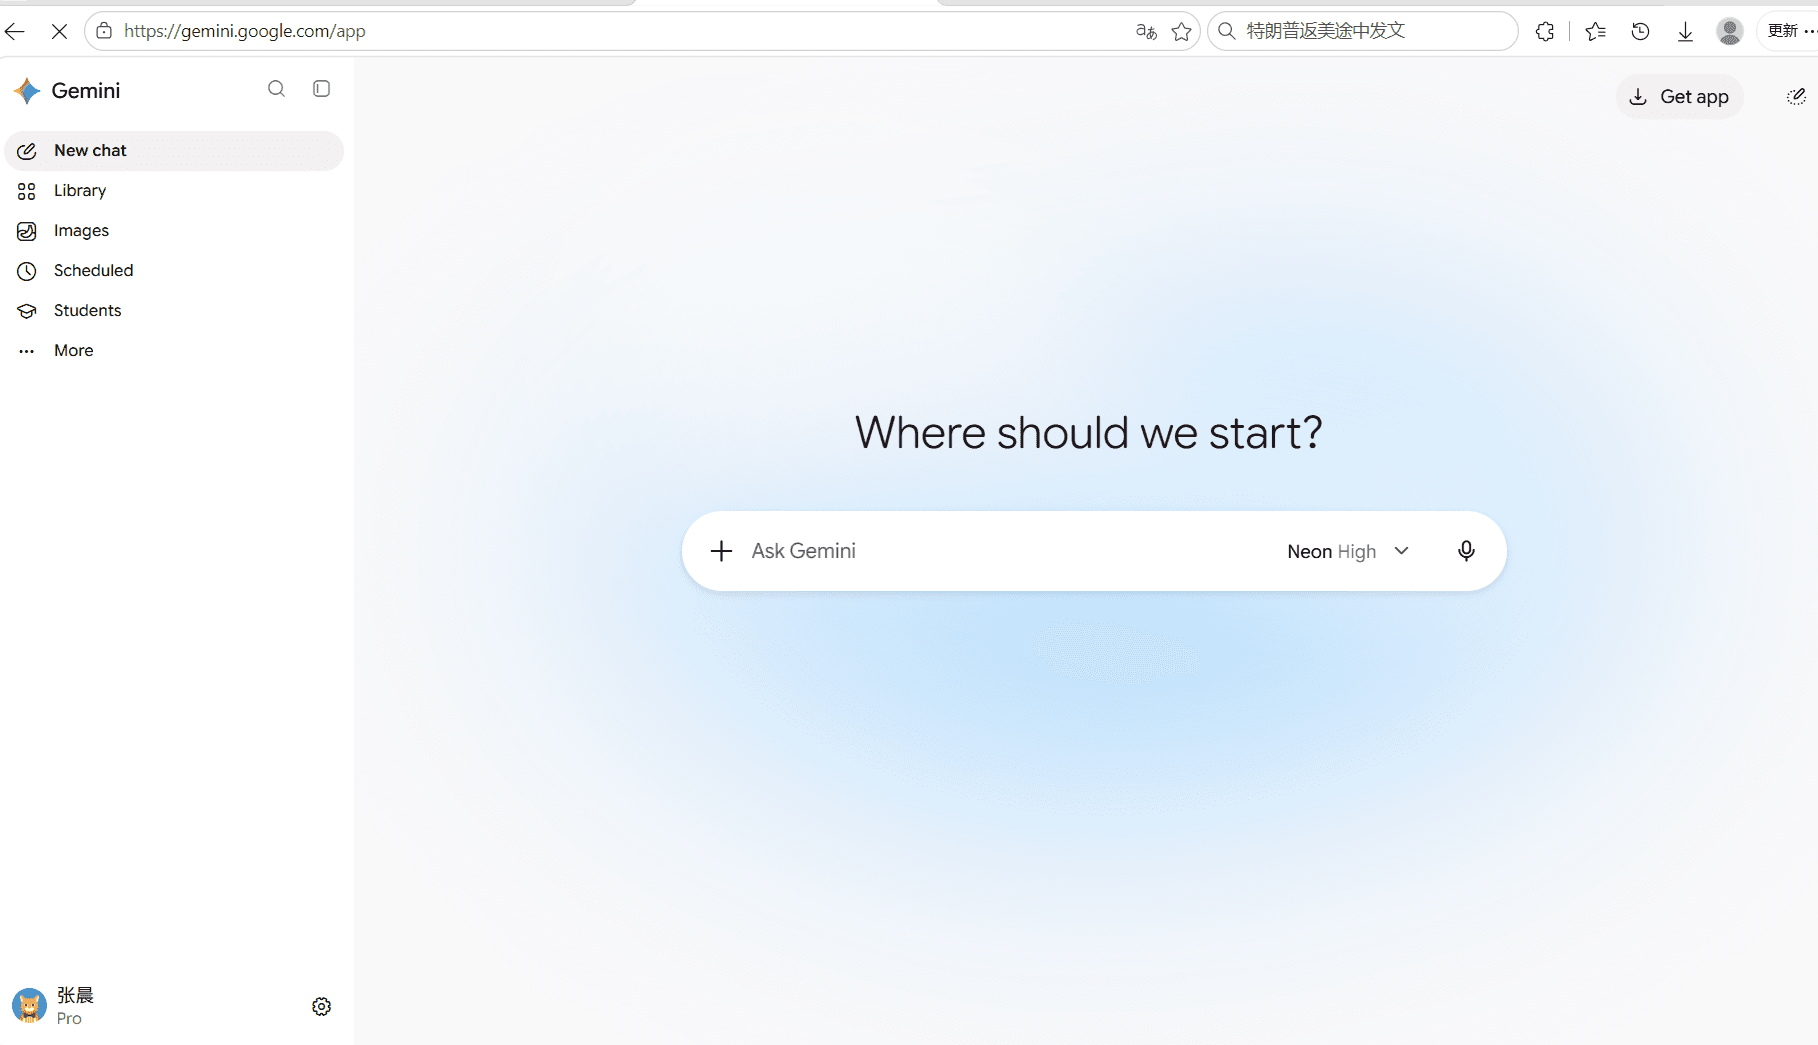 https://gemini.google.com/app
特朗普返美途中发文
更新
Gemini
Get app
New chat
Library
Images
Scheduled
Students
More
Where should we start?
Ask Gemini
Neon High
张晨
Pro